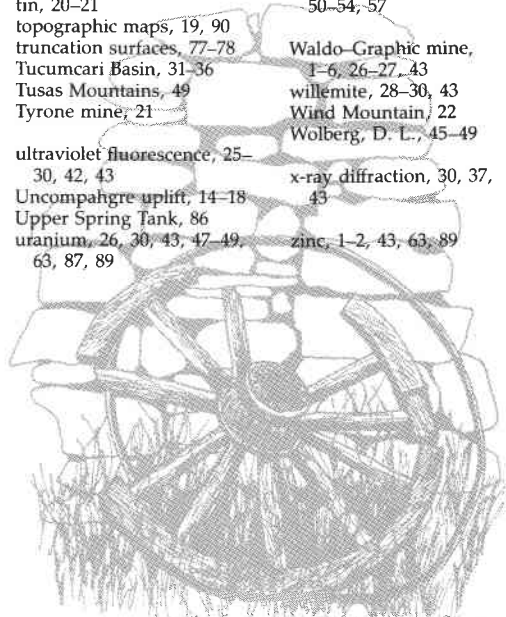 tin, 20–21
topographic maps, 19, 90
truncation surfaces, 77–78
Tucumcari Basin, 31–36
Tusas Mountains, 49
Tyrone mine, 21
ultraviolet fluorescence, 25–
30, 42, 43
Uncompahgre uplift, 14–18
Upper Spring Tank, 86
uranium, 26, 30, 43, 47–49,
63, 87, 89
50–54, 57
Waldo–Graphic mine,
1–6, 26–27, 43
willemite, 28–30, 43
Wind Mountain, 22
Wolberg, D. L., 45–49
x-ray diffraction, 30, 37,
43
zinc, 1–2, 43, 63, 89